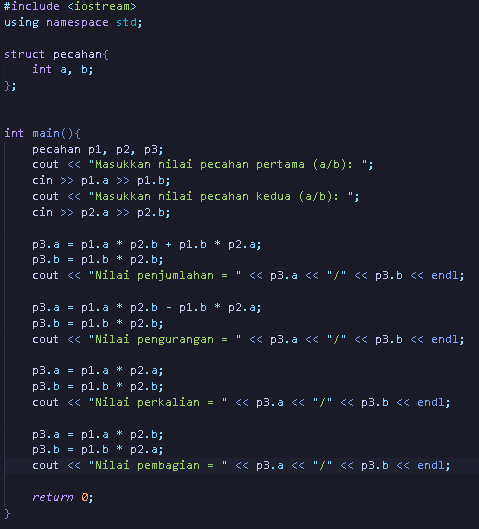 #include <iostream>
using namespace std;
struct pecahan{
int a, b;
};
int main(){
pecahan p1, p2, p3;
cout << "Masukkan nilai pecahan pertama (a/b): ";
cin >> p1.a >> p1.b;
cout << "Masukkan nilai pecahan kedua (a/b): ";
cin >> p2.a >> p2.b;
p3.a = p1.a * p2.b + p1.b * p2.a;
p3.b = p1.b * p2.b;
cout << "Nilai penjumlahan = " << p3.a << "/" << p3.b << endl;
p3.a = p1.a * p2.b - p1.b * p2.a;
p3.b = p1.b * p2.b;
cout << "Nilai pengurangan = " << p3.a << "/" << p3.b << endl;
p3.a = p1.a * p2.a;
p3.b = p1.b * p2.b;
cout << "Nilai perkalian = " << p3.a << "/" << p3.b << endl;
p3.a = p1.a * p2.b;
p3.b = p1.b * p2.a;
cout << "Nilai pembagian = " << p3.a << "/" << p3.b << endl;
return 0;
}